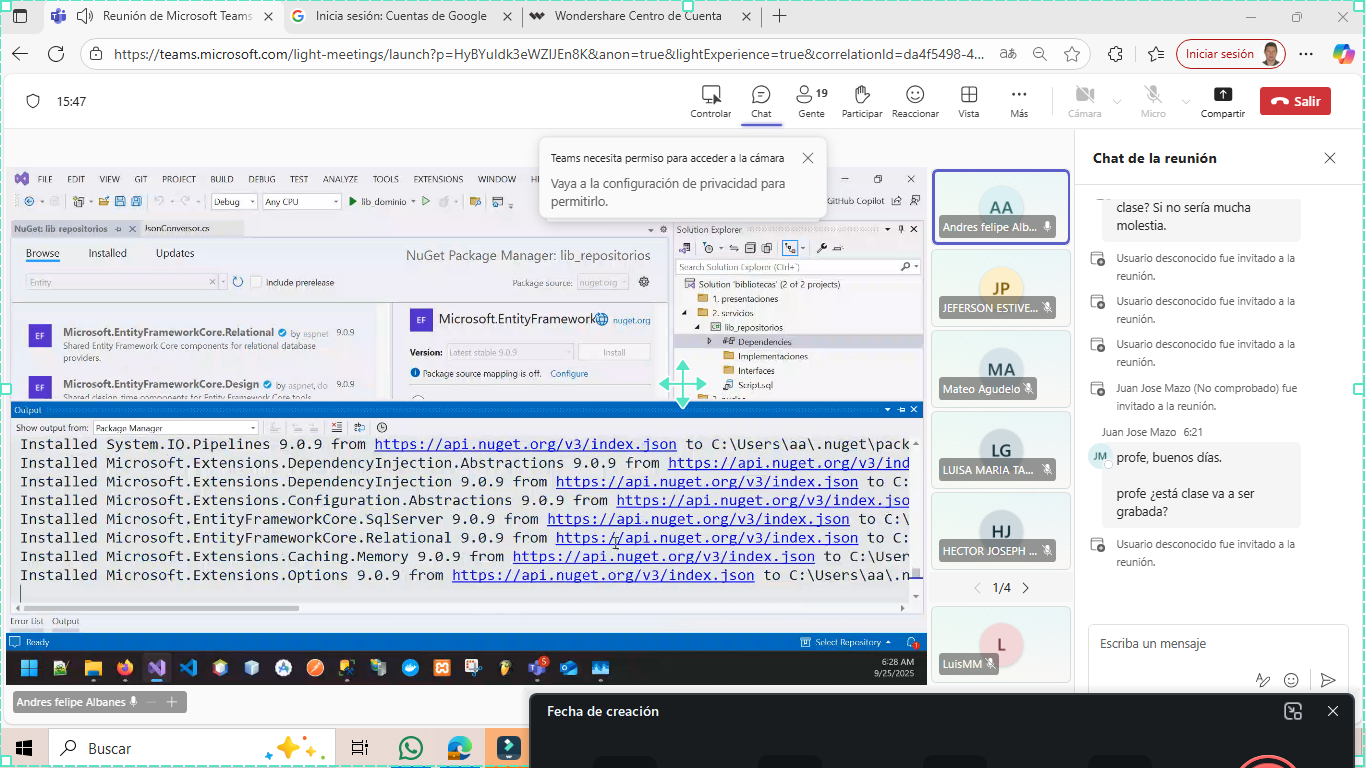 Reunión de Microsoft Teams
Inicia sesión: Cuentas de Google
Wondershare Centro de Cuenta
https://teams.microsoft.com/light-meetings/launch?p=HyBYuIdk3eWZlJEn8K&anon=true&lightExperience=true&correlationId=da4f5498-4...
Iniciar sesión
15:47
Controlar
Chat
19
Gente
Participar
Reaccionar
Vista
Más
Cámara
Micro
Compartir
Salir
Teams necesita permiso para acceder a la cámara
Vaya a la configuración de privacidad para
permitirlo.
FILE EDIT VIEW GIT PROJECT BUILD DEBUG TEST ANALYZE TOOLS EXTENSIONS WINDOW
Debug Any CPU lib_dominio
GitHub Copilot
NuGet: lib_repositorios JsonConversor.cs
Browse Installed Updates
NuGet Package Manager: lib_repositorios
Entity
Include prerelease
Package source: nuget.org
EF
Microsoft.EntityFrameworkCore.Relational by aspnet 9.0.9
Shared Entity Framework Core components for relational database
providers.
EF
Microsoft.EntityFrameworkCore.Design by aspnet, do 9.0.9
Shared design-time components for Entity Framework Core tools.
EF
Microsoft.EntityFramework
nuget.org
Version: Latest stable 9.0.9 Install
Package source mapping is off. Configure
Solution Explorer
Search Solution Explorer (Ctrl+´)
Solution 'bibliotecas' (2 of 2 projects)
1. presentaciones
2. servicios
lib_repositorios
Dependencies
Implementaciones
Interfaces
Script.sql
Output
Show output from: Package Manager
Installed System.IO.Pipelines 9.0.9 from https://api.nuget.org/v3/index.json to C:\Users\aa\.nuget\pack
Installed Microsoft.Extensions.DependencyInjection.Abstractions 9.0.9 from https://api.nuget.org/v3/ind
Installed Microsoft.Extensions.DependencyInjection 9.0.9 from https://api.nuget.org/v3/index.json to C:
Installed Microsoft.Extensions.Configuration.Abstractions 9.0.9 from https://api.nuget.org/v3/index.jso
Installed Microsoft.EntityFrameworkCore.SqlServer 9.0.9 from https://api.nuget.org/v3/index.json to C:\
Installed Microsoft.EntityFrameworkCore.Relational 9.0.9 from https://api.nuget.org/v3/index.json to C:
Installed Microsoft.Extensions.Caching.Memory 9.0.9 from https://api.nuget.org/v3/index.json to C:\User
Installed Microsoft.Extensions.Options 9.0.9 from https://api.nuget.org/v3/index.json to C:\Users\aa\.n
Error List Output
Ready
Select Repository
1
5
6:28 AM
9/25/2025
Andres felipe Albanes
AA
Andres felipe Alb...
JP
JEFERSON ESTIVE...
MA
Mateo Agudelo
LG
LUISA MARIA TA...
HJ
HECTOR JOSEPH ...
1/4
L
LuisMM
Chat de la reunión
clase? Si no sería mucha
molestia.
Usuario desconocido fue invitado a la
reunión.
Usuario desconocido fue invitado a la
reunión.
Usuario desconocido fue invitado a la
reunión.
Juan Jose Mazo (No comprobado) fue
invitado a la reunión.
Juan Jose Mazo 6:21
JM
profe, buenos días.
profe ¿está clase va a ser
grabada?
Usuario desconocido fue invitado a la
reunión.
Escriba un mensaje
Fecha de creación
Buscar